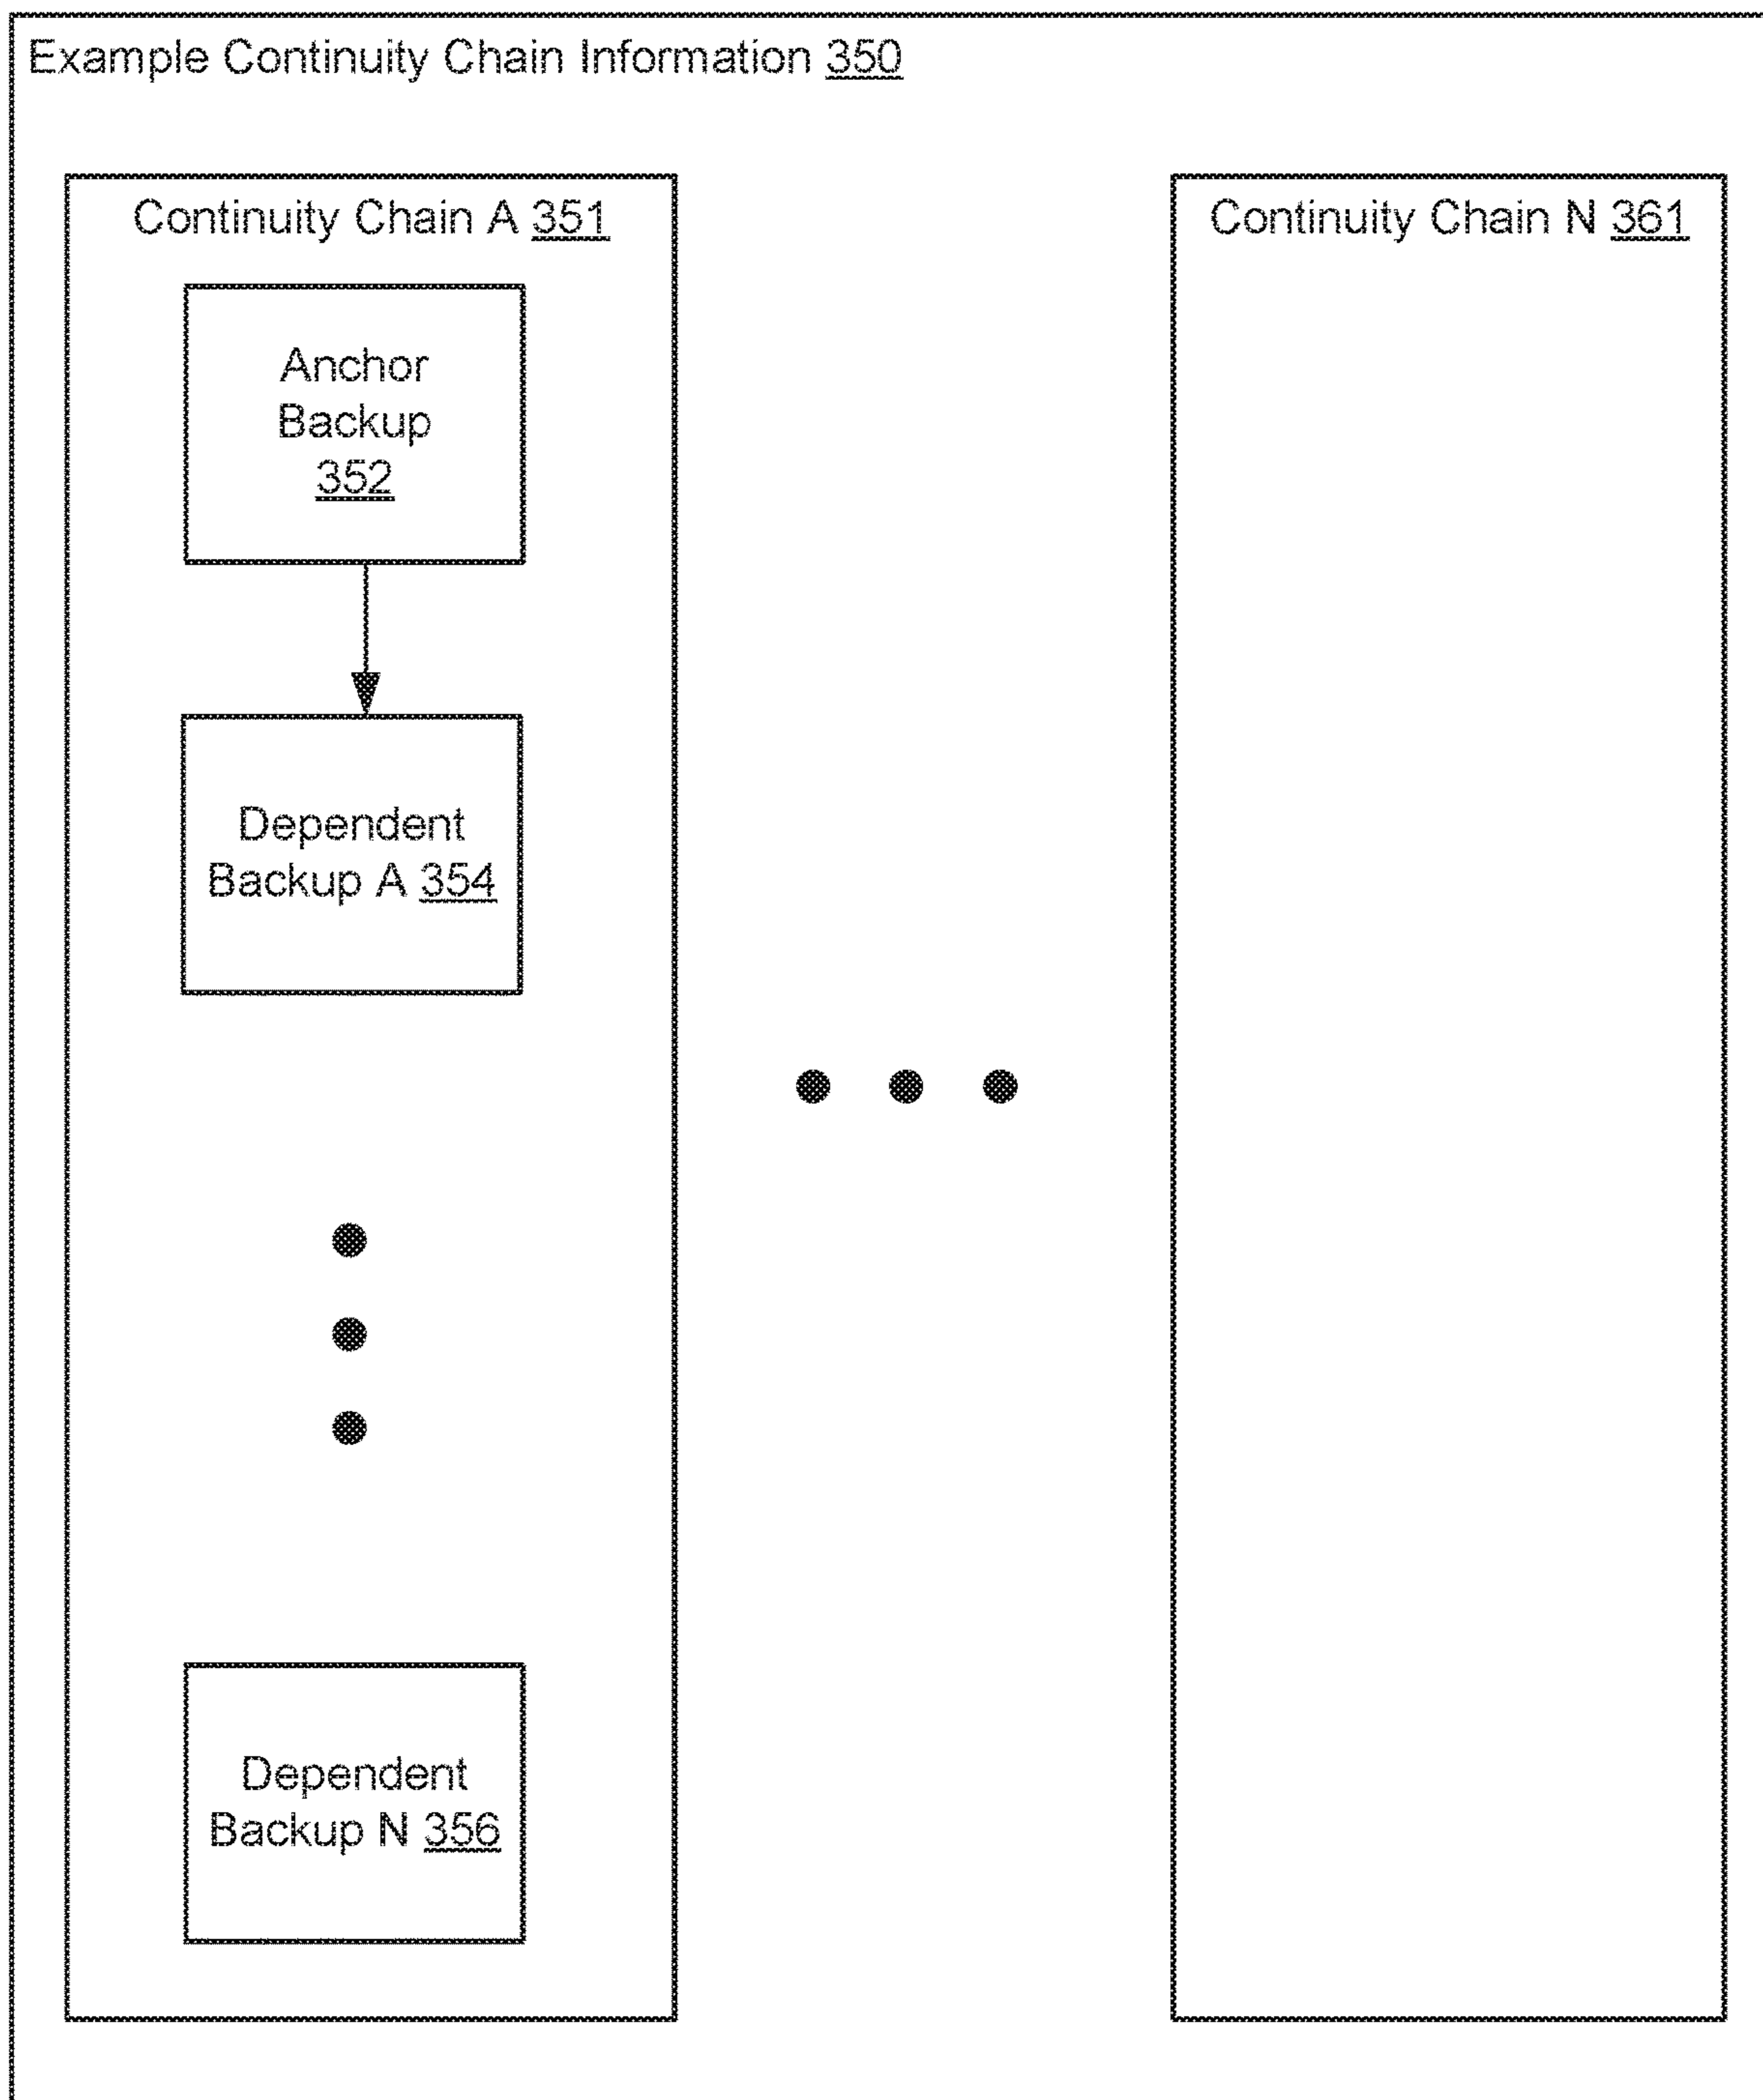 Example Continuity Chain Information 350
Continuity Chain A 351
Anchor
Backup
352
Dependent
Backup A 354
Dependent
Backup N 356
Continuity Chain N 361